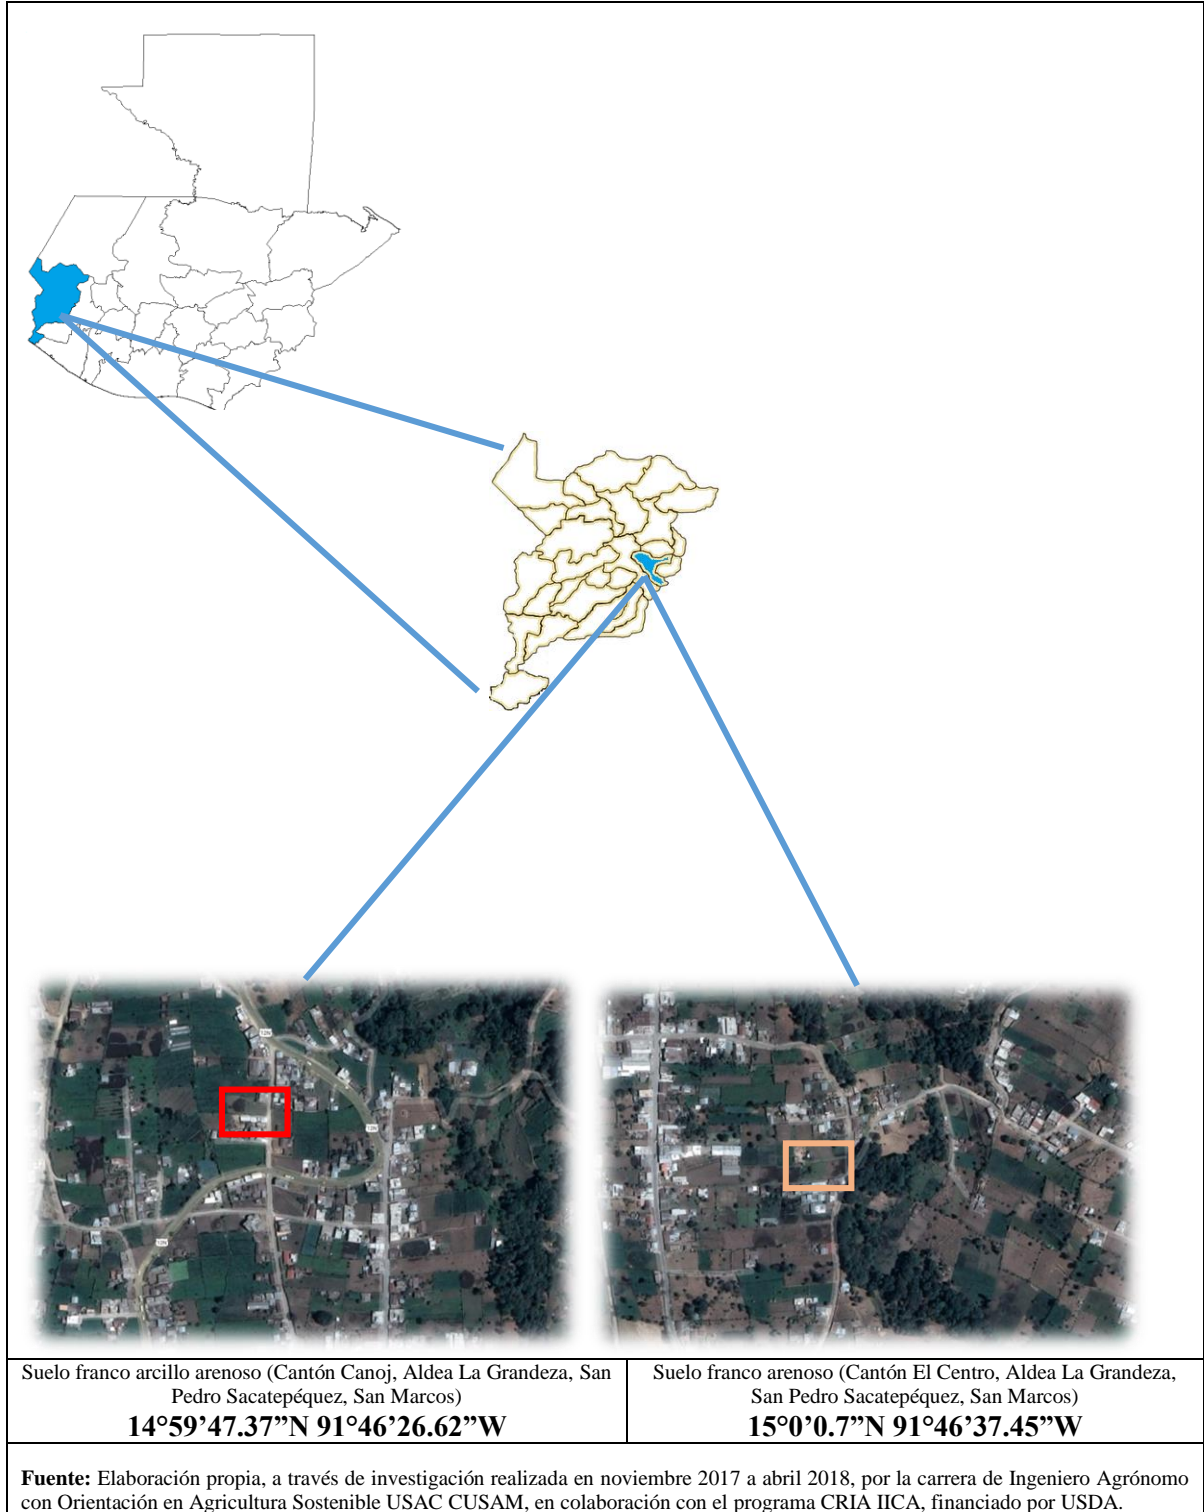 Suelo franco arcillo arenoso (Cantón Canoj, Aldea La Grandeza, San
Pedro Sacatepéquez, San Marcos)
14°59’47.37”N 91°46’26.62”W
Suelo franco arenoso (Cantón El Centro, Aldea La Grandeza,
San Pedro Sacatepéquez, San Marcos)
15°0’0.7”N 91°46’37.45”W
Fuente: Elaboración propia, a través de investigación realizada en noviembre 2017 a abril 2018, por la carrera de Ingeniero Agrónomo
con Orientación en Agricultura Sostenible USAC CUSAM, en colaboración con el programa CRIA IICA, financiado por USDA.